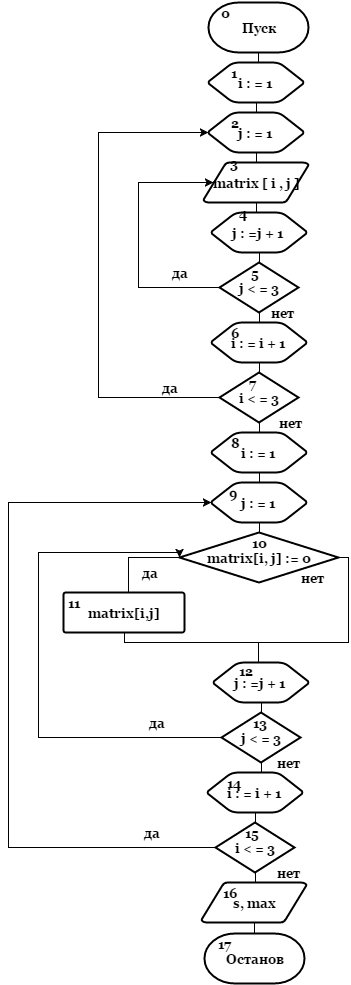 0
Пуск
1
i : = 1
2
j : = 1
3
matrix [ i , j ]
4
j : =j + 1
5
j < = 3
да
нет
6
i : = i + 1
7
i < = 3
да
нет
8
i : = 1
9
j : = 1
10
matrix[i, j] := 0
да
нет
11
matrix[i,j]
12
j : =j + 1
13
j < = 3
да
нет
14
i : = i + 1
15
i < = 3
да
нет
16
s, max
17
Останов